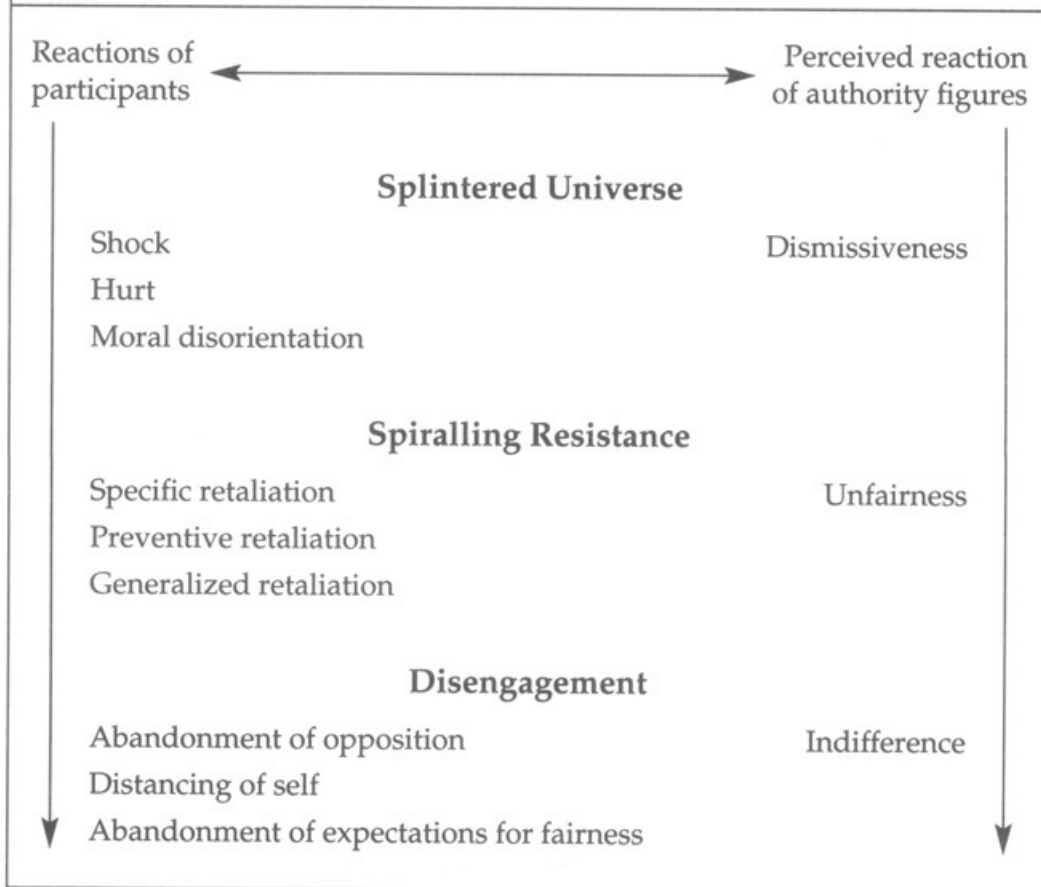 Reactions of
participants
Perceived reaction
of authority figures
Splintered Universe
Shock
Dismissiveness
Hurt
Moral disorientation
Spiralling Resistance
Specific retaliation
Unfairness
Preventive retaliation
Generalized retaliation
Disengagement
Abandonment of opposition
Indifference
Distancing of self
Abandonment of expectations for fairness